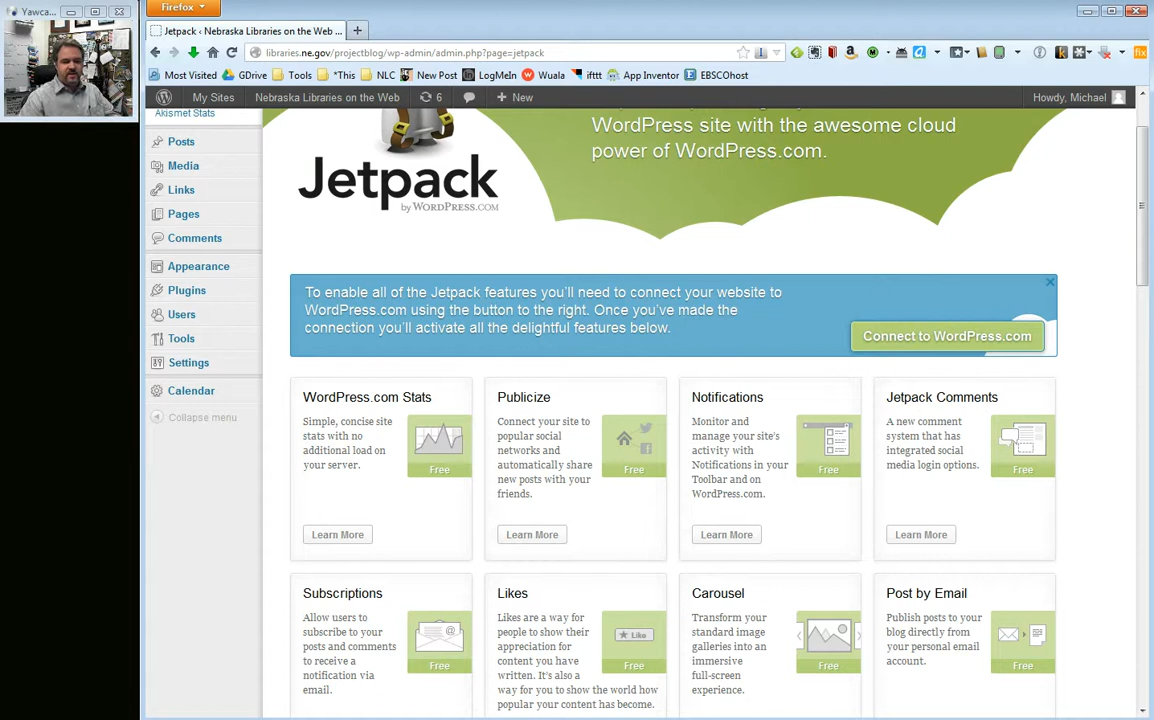 Yawca...
Firefox
Jetpack ‹ Nebraska Libraries on the Web ...
libraries.ne.gov/projectblog/wp-admin/admin.php?page=jetpack
Most Visited GDrive Tools *This NLC New Post LogMeIn Wuala ifttt App Inventor EBSCOhost
My Sites Nebraska Libraries on the Web 6 + New Howdy, Michael
Akismet Stats
Posts
Media
Links
Pages
Comments
Appearance
Plugins
Users
Tools
Settings
Calendar
Collapse menu
WordPress site with the awesome cloud
power of WordPress.com.
Jetpack
by WORDPRESS.COM
To enable all of the Jetpack features you'll need to connect your website to
WordPress.com using the button to the right. Once you've made the
connection you'll activate all the delightful features below.
Connect to WordPress.com
WordPress.com Stats
Simple, concise site
stats with no
additional load on
your server.
Free
Learn More
Publicize
Connect your site to
popular social
networks and
automatically share
new posts with your
friends.
Free
Learn More
Notifications
Monitor and
manage your site's
activity with
Notifications in your
Toolbar and on
WordPress.com.
Free
Learn More
Jetpack Comments
A new comment
system that has
integrated social
media login options.
Free
Learn More
Subscriptions
Allow users to
subscribe to your
posts and comments
to receive a
notification via
email.
Free
Likes
Likes are a way for
people to show their
appreciation for
content you have
written. It's also a
way for you to show the world how
popular your content has become.
Like
Free
Carousel
Transform your
standard image
galleries into an
immersive
full-screen
experience.
Free
Post by Email
Publish posts to your
blog directly from
your personal email
account.
Free